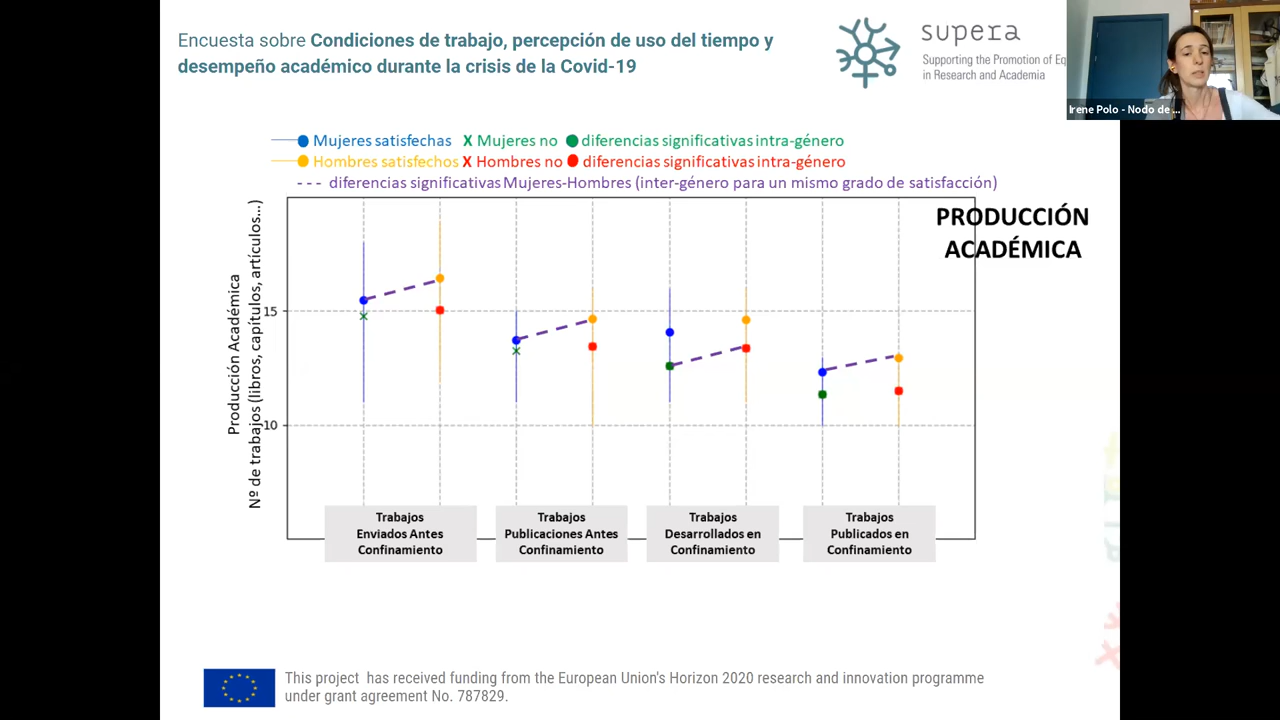 Encuesta sobre Condiciones de trabajo, percepción de uso del tiempo y
desempeño académico durante la crisis de la Covid-19
supera
Supporting the Promotion of Eq
in Research and Academia
Irene Polo - Nodo de ...
Mujeres satisfechas X Mujeres no diferencias significativas intra-género
Hombres satisfechos X Hombres no diferencias significativas intra-género
--- diferencias significativas Mujeres-Hombres (inter-género para un mismo grado de satisfacción)
PRODUCCIÓN
ACADÉMICA
Producción Académica
Nº de trabajos (libros, capítulos, artículos...)
15
10
Trabajos
Enviados Antes
Confinamiento
Trabajos
Publicaciones Antes
Confinamiento
Trabajos
Desarrollados en
Confinamiento
Trabajos
Publicados en
Confinamiento
This project has received funding from the European Union's Horizon 2020 research and innovation programme
under grant agreement No. 787829.